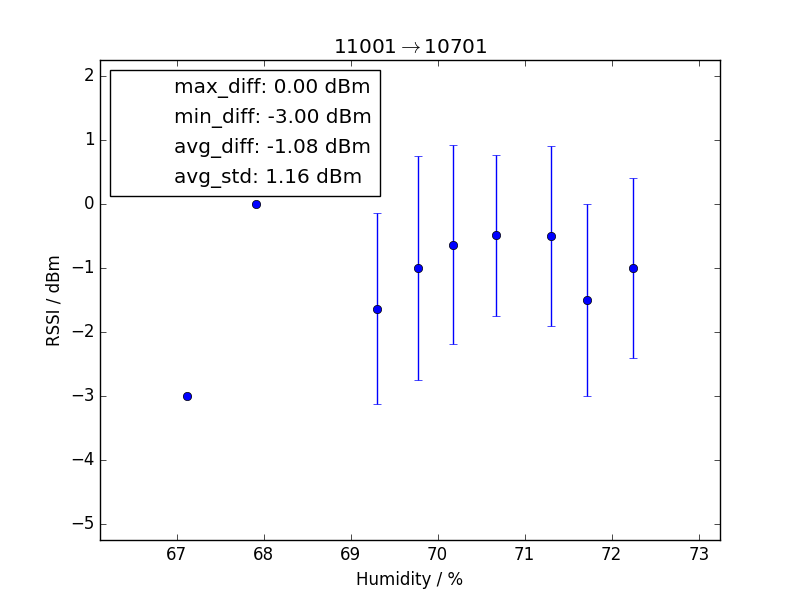 11001→10701
max_diff: 0.00 dBm
min_diff: -3.00 dBm
avg_diff: -1.08 dBm
avg_std: 1.16 dBm
2
1
0
−1
−2
−3
−4
−5
RSSI / dBm
67 68 69 70 71 72 73
Humidity / %